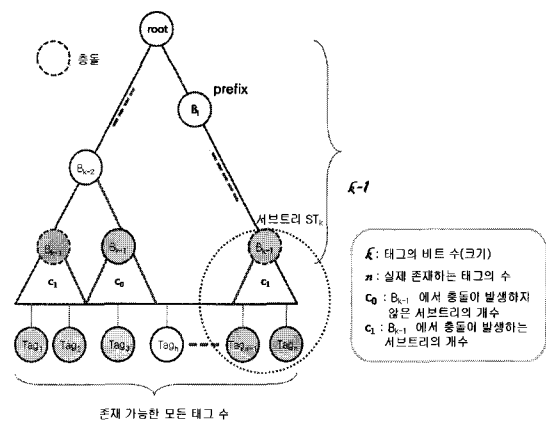 root
충돌
prefix
B₁
Bₖ₋₂
k-1
서브트리 STₖ
Bₖ₋₁
Bₖ₋₁
Bₖ₋₁
c₁
c₀
c₁
k : 태그의 비트 수(크기)
n : 실제 존재하는 태그의 수
c₀ : Bₖ₋₁ 에서 충돌이 발생하지
않은 서브트리의 개수
c₁ : Bₖ₋₁ 에서 충돌이 발생하는
서브트리의 개수
Tag₁
Tag₂
Tag₃
Tagₕ
Tagₙ
존재 가능한 모든 태그 수